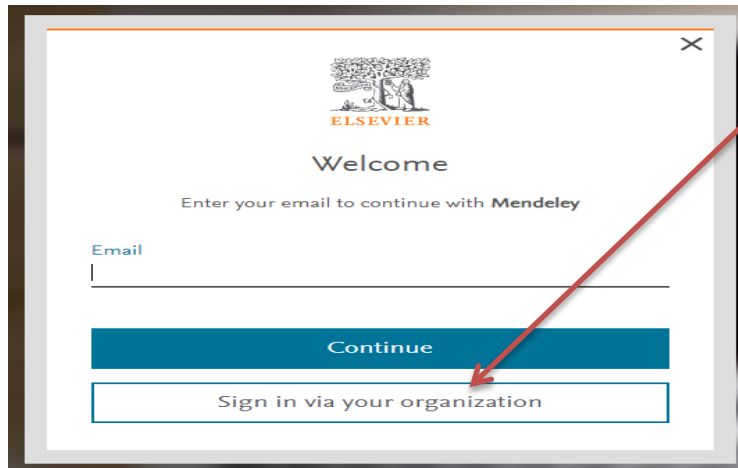 ELSEVIER
Welcome
Enter your email to continue with Mendeley
Email
Continue
Sign in via your organization